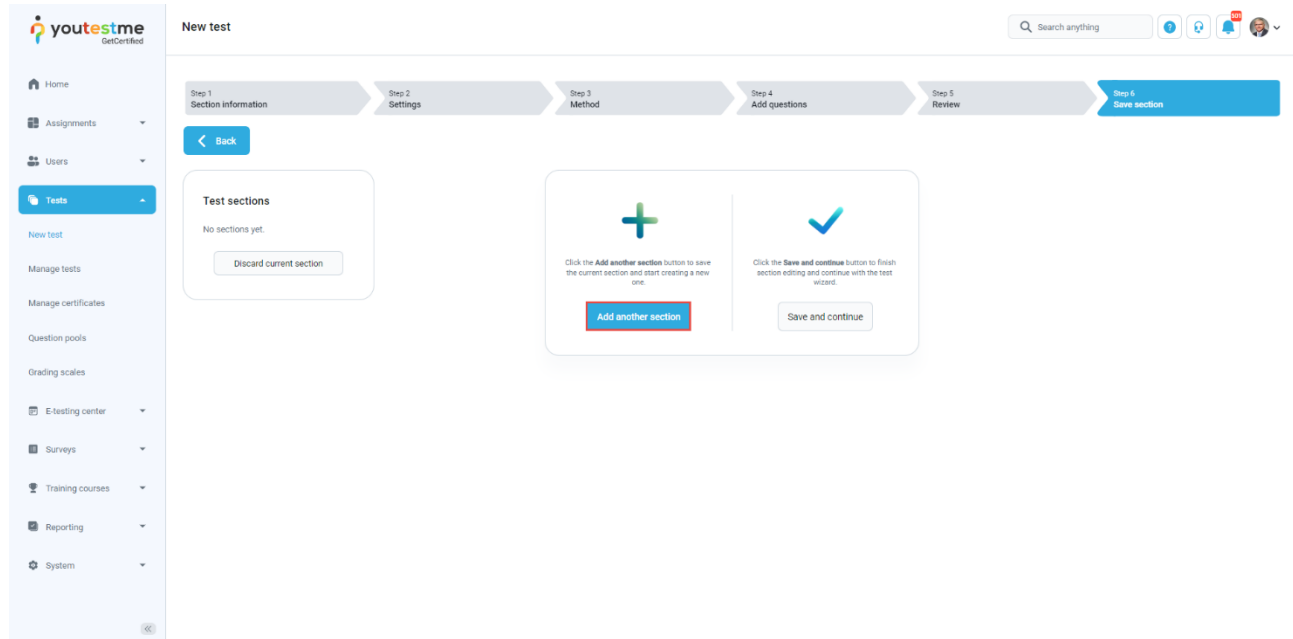 youtestme
GetCertified
New test
Search anything
501
Home
Assignments
Users
Tests
New test
Manage tests
Manage certificates
Question pools
Grading scales
E-testing center
Surveys
Training courses
Reporting
System
Step 1
Section information
Step 2
Settings
Step 3
Method
Step 4
Add questions
Step 5
Review
Step 6
Save section
Back
Test sections
No sections yet.
Discard current section
Click the Add another section button to save
the current section and start creating a new
one.
Add another section
Click the Save and continue button to finish
section editing and continue with the test
wizard.
Save and continue